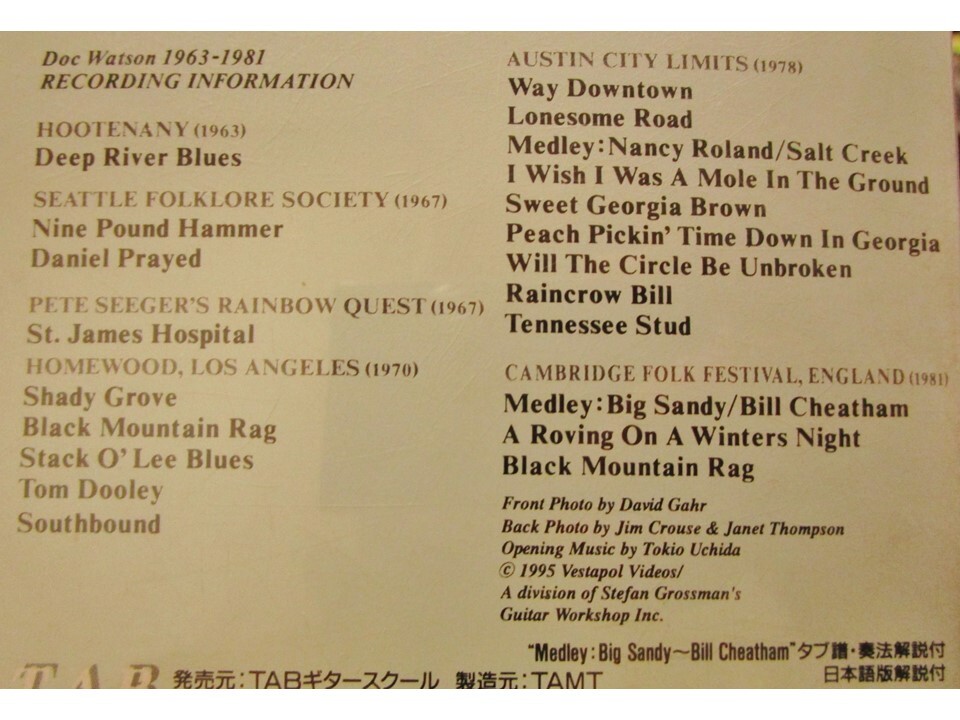 Doc Watson 1963-1981
RECORDING INFORMATION
HOOTENANY (1963)
Deep River Blues
SEATTLE FOLKLORE SOCIETY (1967)
Nine Pound Hammer
Daniel Prayed
PETE SEEGER'S RAINBOW QUEST (1967)
St. James Hospital
HOMEWOOD, LOS ANGELES (1970)
Shady Grove
Black Mountain Rag
Stack O' Lee Blues
Tom Dooley
Southbound
AUSTIN CITY LIMITS (1978)
Way Downtown
Lonesome Road
Medley:Nancy Roland/Salt Creek
I Wish I Was A Mole In The Ground
Sweet Georgia Brown
Peach Pickin' Time Down In Georgia
Will The Circle Be Unbroken
Raincrow Bill
Tennessee Stud
CAMBRIDGE FOLK FESTIVAL, ENGLAND (1981)
Medley:Big Sandy/Bill Cheatham
A Roving On A Winters Night
Black Mountain Rag
Front Photo by David Gahr
Back Photo by Jim Crouse & Janet Thompson
Opening Music by Tokio Uchida
© 1995 Vestapol Videos/
A division of Stefan Grossman's
Guitar Workshop Inc.
"Medley:Big Sandy~Bill Cheatham"タブ譜・奏法解説付
日本語版解説付
TAB 発売元:TABギタースクール 製造元:TAMT